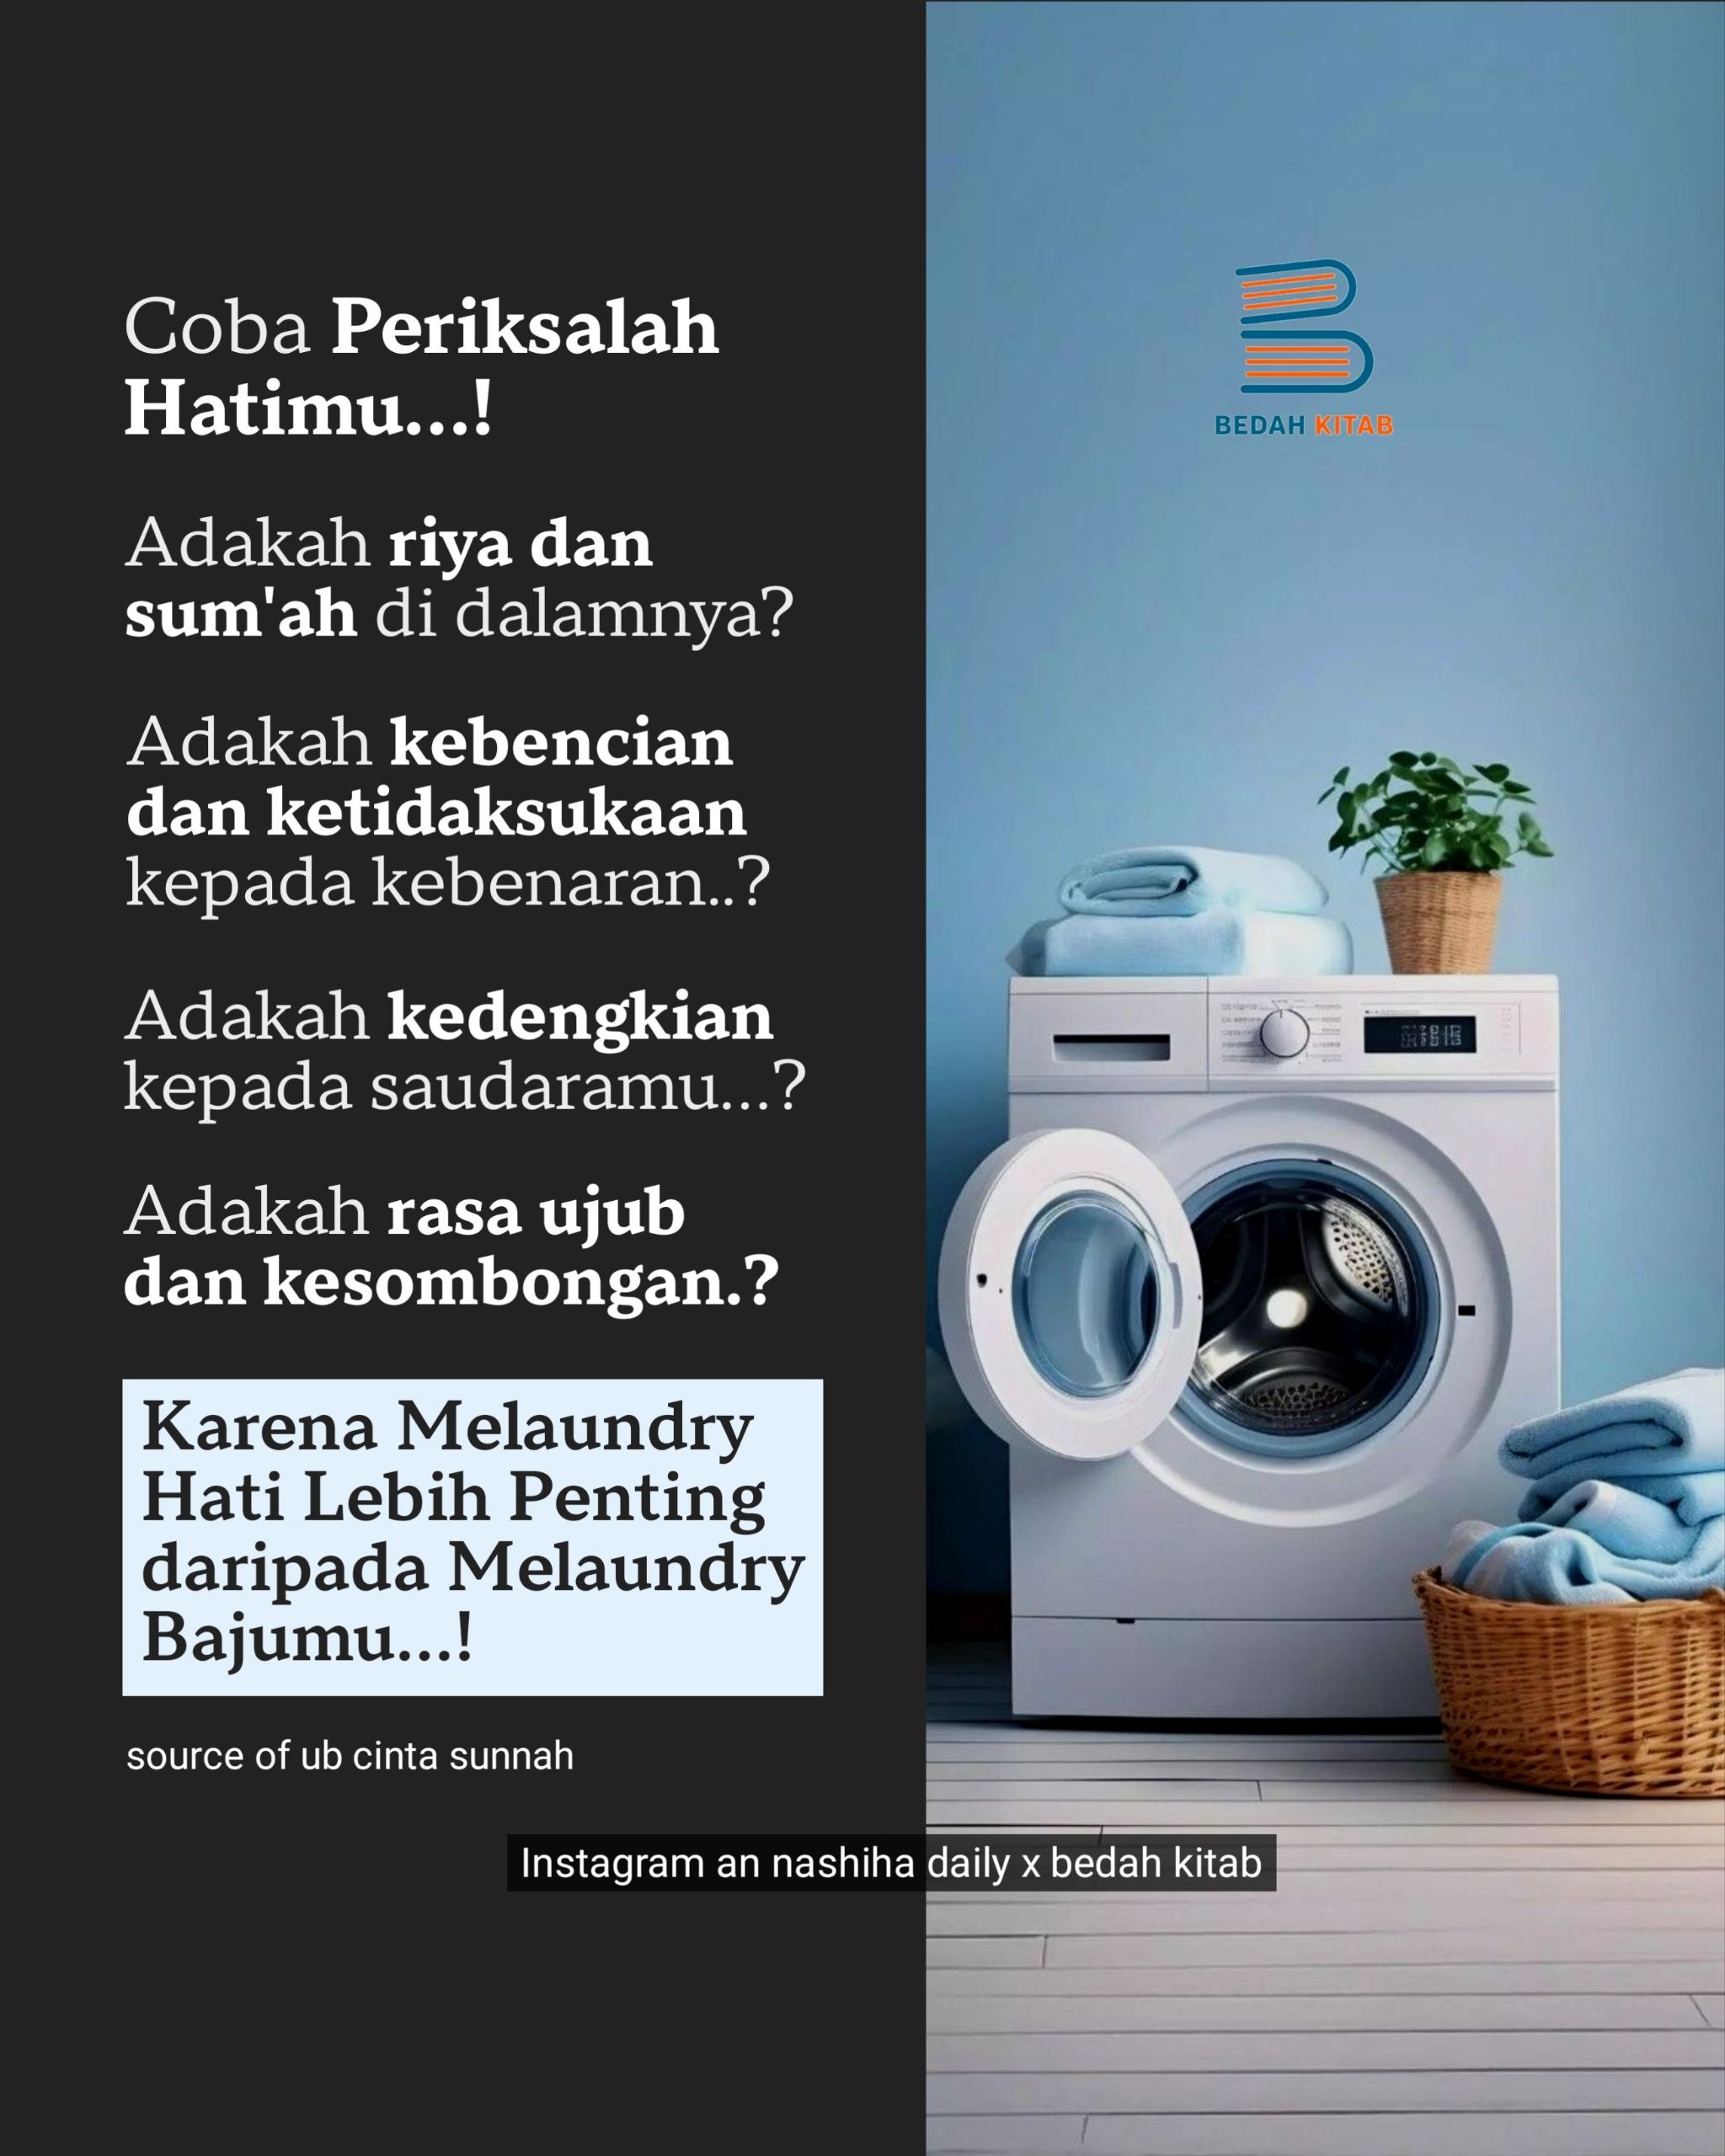 Coba Periksalah
Hatimu...!
Adakah riya dan
sum'ah di dalamnya?
Adakah kebencian
dan ketidaksukaan
kepada kebenaran..?
Adakah kedengkian
kepada saudaramu...?
Adakah rasa ujub
dan kesombongan.?
Karena Melaundry
Hati Lebih Penting
daripada Melaundry
Bajumu...!
source of ub cinta sunnah
Instagram an nashiha daily x bedah kitab
BEDAH KITAB